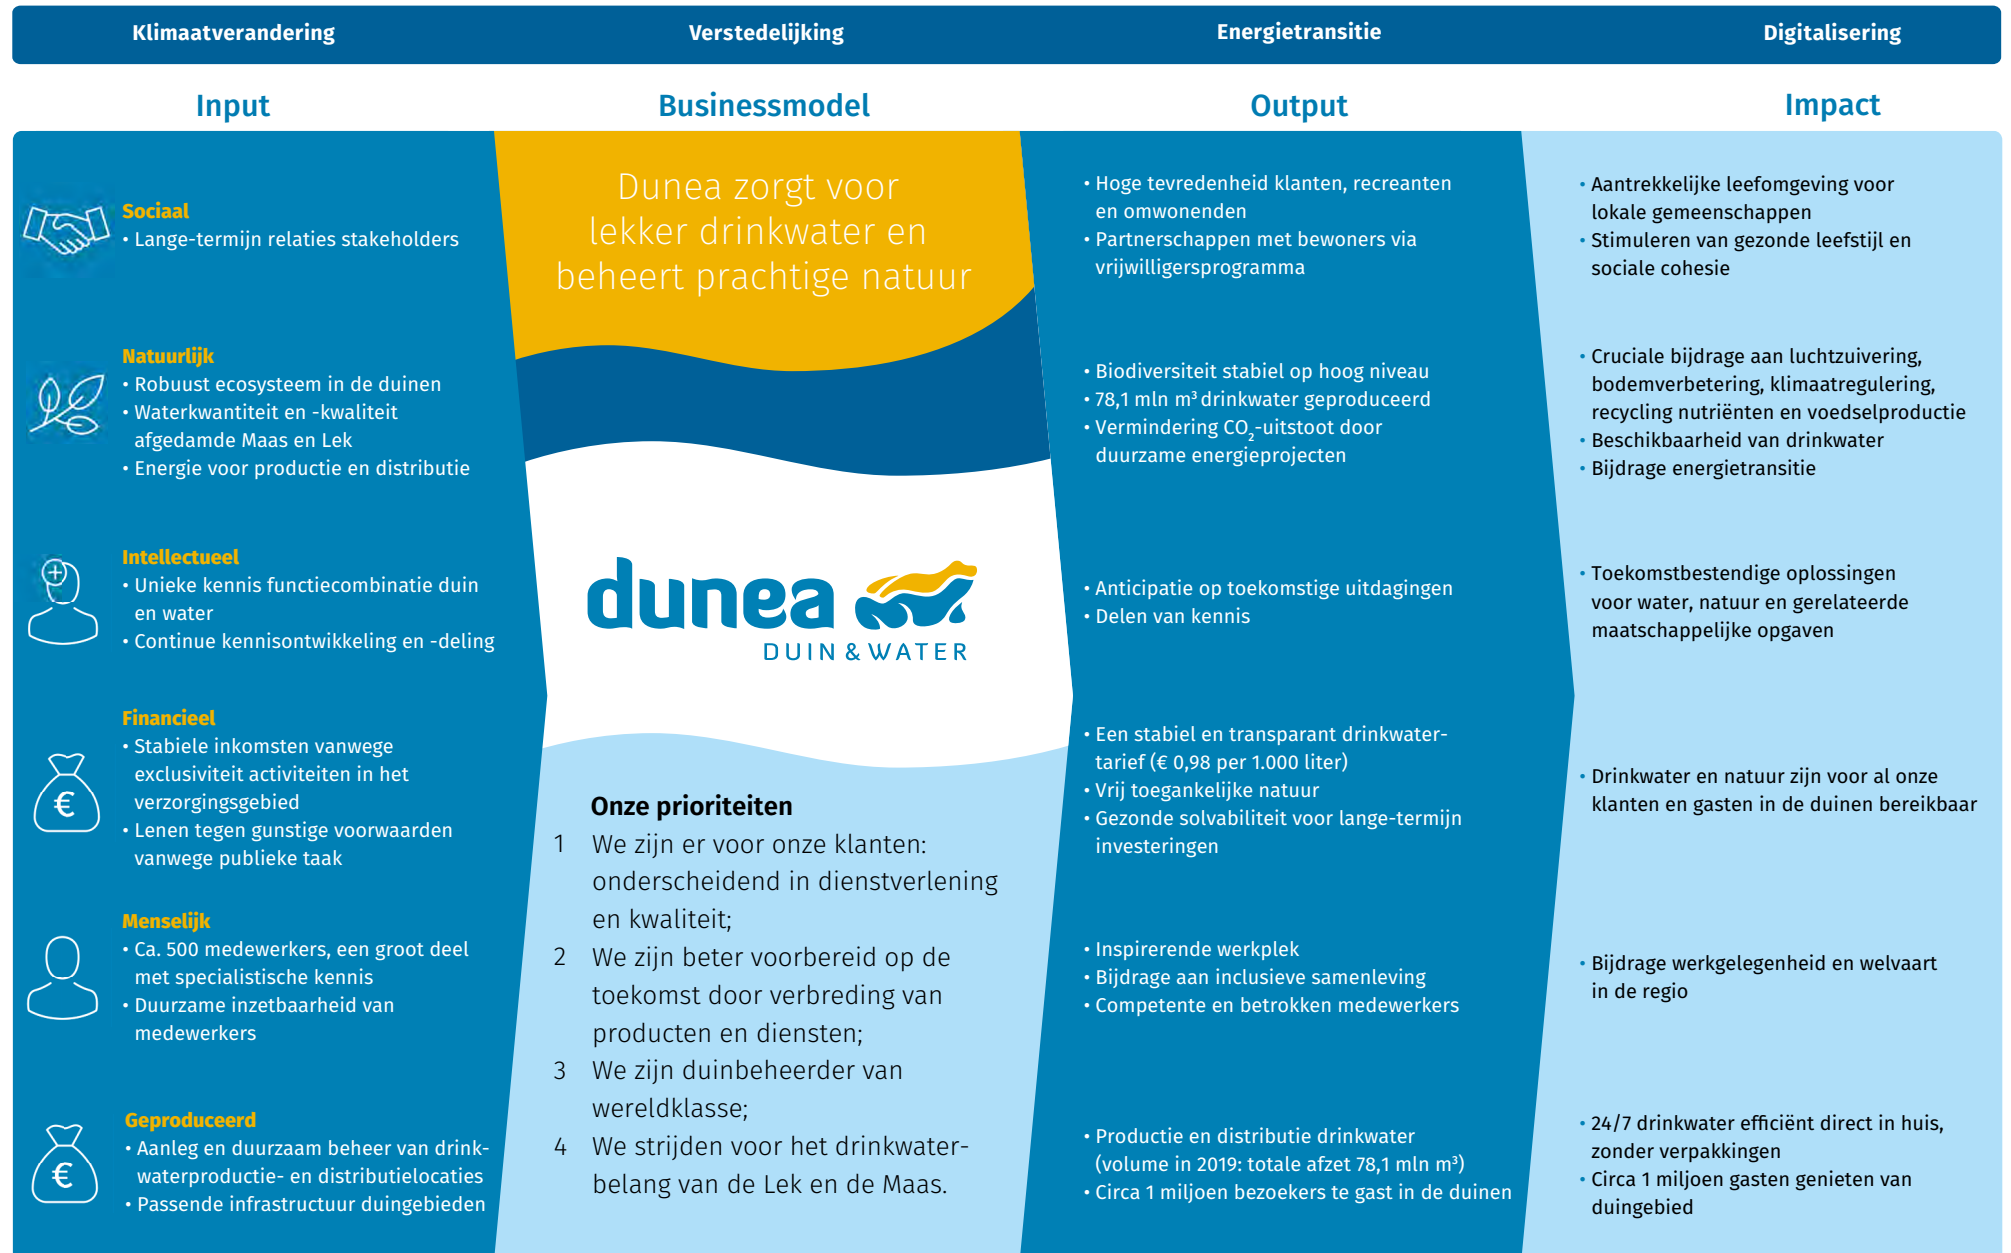 Klimaatverandering
Verstedelijking
Energietransitie
Digitalisering
Input
Businessmodel
Output
Impact
Sociaal
• Lange-termijn relaties stakeholders
Natuurlijk
• Robuust ecosysteem in de duinen
• Waterkwantiteit en -kwaliteit
afgedamde Maas en Lek
• Energie voor productie en distributie
Intellectueel
• Unieke kennis functiecombinatie duin
en water
• Continue kennisontwikkeling en -deling
Financieel
• Stabiele inkomsten vanwege
exclusiviteit activiteiten in het
verzorgingsgebied
• Lenen tegen gunstige voorwaarden
vanwege publieke taak
€
Menselijk
• Ca. 500 medewerkers, een groot deel
met specialistische kennis
• Duurzame inzetbaarheid van
medewerkers
Geproduceerd
• Aanleg en duurzaam beheer van drink-
waterproductie- en distributielocaties
• Passende infrastructuur duingebieden
€
Dunea zorgt voor
lekker drinkwater en
beheert prachtige natuur
dunea
DUIN & WATER
Onze prioriteiten
1 We zijn er voor onze klanten:
onderscheidend in dienstverlening
en kwaliteit;
2 We zijn beter voorbereid op de
toekomst door verbreding van
producten en diensten;
3 We zijn duinbeheerder van
wereldklasse;
4 We strijden voor het drinkwater-
belang van de Lek en de Maas.
• Hoge tevredenheid klanten, recreanten
en omwonenden
• Partnerschappen met bewoners via
vrijwilligersprogramma
• Biodiversiteit stabiel op hoog niveau
• 78,1 mln m³ drinkwater geproduceerd
• Vermindering CO₂-uitstoot door
duurzame energieprojecten
• Anticipatie op toekomstige uitdagingen
• Delen van kennis
• Een stabiel en transparant drinkwater-
tarief (€ 0,98 per 1.000 liter)
• Vrij toegankelijke natuur
• Gezonde solvabiliteit voor lange-termijn
investeringen
• Inspirerende werkplek
• Bijdrage aan inclusieve samenleving
• Competente en betrokken medewerkers
• Productie en distributie drinkwater
(volume in 2019: totale afzet 78,1 mln m³)
• Circa 1 miljoen bezoekers te gast in de duinen
• Aantrekkelijke leefomgeving voor
lokale gemeenschappen
• Stimuleren van gezonde leefstijl en
sociale cohesie
• Cruciale bijdrage aan luchtzuivering,
bodemverbetering, klimaatregulering,
recycling nutriënten en voedselproductie
• Beschikbaarheid van drinkwater
• Bijdrage energietransitie
• Toekomstbestendige oplossingen
voor water, natuur en gerelateerde
maatschappelijke opgaven
• Drinkwater en natuur zijn voor al onze
klanten en gasten in de duinen bereikbaar
• Bijdrage werkgelegenheid en welvaart
in de regio
• 24/7 drinkwater efficiënt direct in huis,
zonder verpakkingen
• Circa 1 miljoen gasten genieten van
duingebied